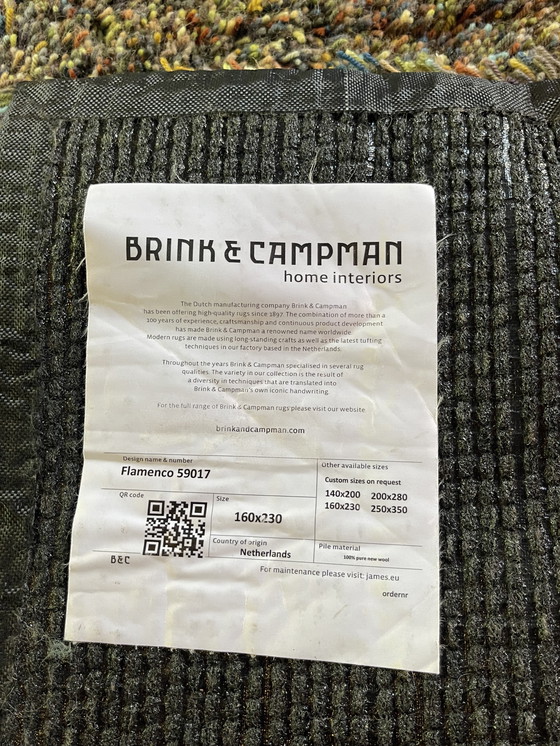 BRINK & CAMPMAN
home interiors
The Dutch manufacturing company Brink & Campman
has been offering high-quality rugs since 1897. The combination of more than a
100 years of experience, craftsmanship and continuous product development
has made Brink & Campman a renowned name worldwide.
Modern rugs are made using long-standing crafts as well as the latest tufting
techniques in our factory based in the Netherlands.
Throughout the years Brink & Campman specialised in several rug
qualities. The variety in our collection is the result of
a diversity in techniques that are translated into
Brink & Campman's own iconic handwriting.
For the full range of Brink & Campman rugs please visit our website.
brinkandcampman.com
Design name & number
Flamenco 59017
Other available sizes
Custom sizes on request
140x200 200x280
160x230 250x350
QR code
Size
160x230
Country of origin
Netherlands
Pile material
100% pure new wool
B&C
For maintenance please visit: james.eu
ordernr